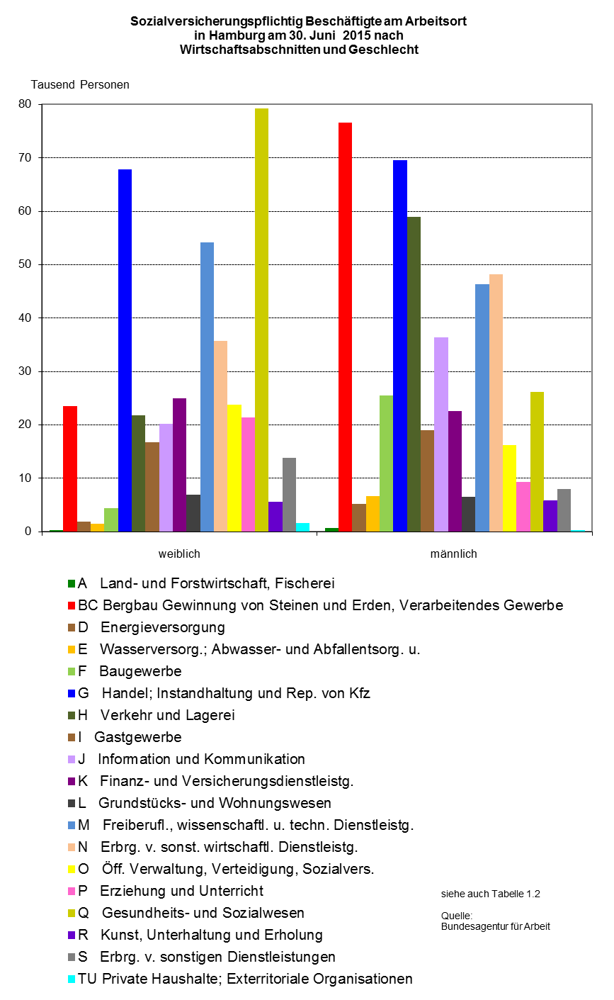 Sozialversicherungspflichtig Beschäftigte am Arbeitsort
in Hamburg am 30. Juni 2015 nach
Wirtschaftsabschnitten und Geschlecht
Tausend Personen
80
70
60
50
40
30
20
10
0
weiblich
männlich
A Land- und Forstwirtschaft, Fischerei
BC Bergbau Gewinnung von Steinen und Erden, Verarbeitendes Gewerbe
D Energieversorgung
E Wasserversorg.; Abwasser- und Abfallentsorg. u.
F Baugewerbe
G Handel; Instandhaltung und Rep. von Kfz
H Verkehr und Lagerei
I Gastgewerbe
J Information und Kommunikation
K Finanz- und Versicherungsdienstleistg.
L Grundstücks- und Wohnungswesen
M Freiberufl., wissenschaftl. u. techn. Dienstleistg.
N Erbrg. v. sonst. wirtschaftl. Dienstleistg.
O Öff. Verwaltung, Verteidigung, Sozialvers.
P Erziehung und Unterricht
Q Gesundheits- und Sozialwesen
R Kunst, Unterhaltung und Erholung
S Erbrg. v. sonstigen Dienstleistungen
TU Private Haushalte; Exterritoriale Organisationen
siehe auch Tabelle 1.2
Quelle:
Bundesagentur für Arbeit